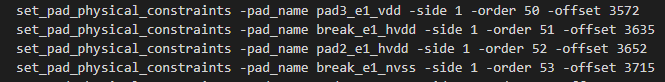 set_pad_physical_constraints -pad_name pad3_e1_vdd -side 1 -order 50 -offset 3572
set_pad_physical_constraints -pad_name break_e1_hvdd -side 1 -order 51 -offset 3635
set_pad_physical_constraints -pad_name pad2_e1_hvdd -side 1 -order 52 -offset 3652
set_pad_physical_constraints -pad_name break_e1_nvss -side 1 -order 53 -offset 3715